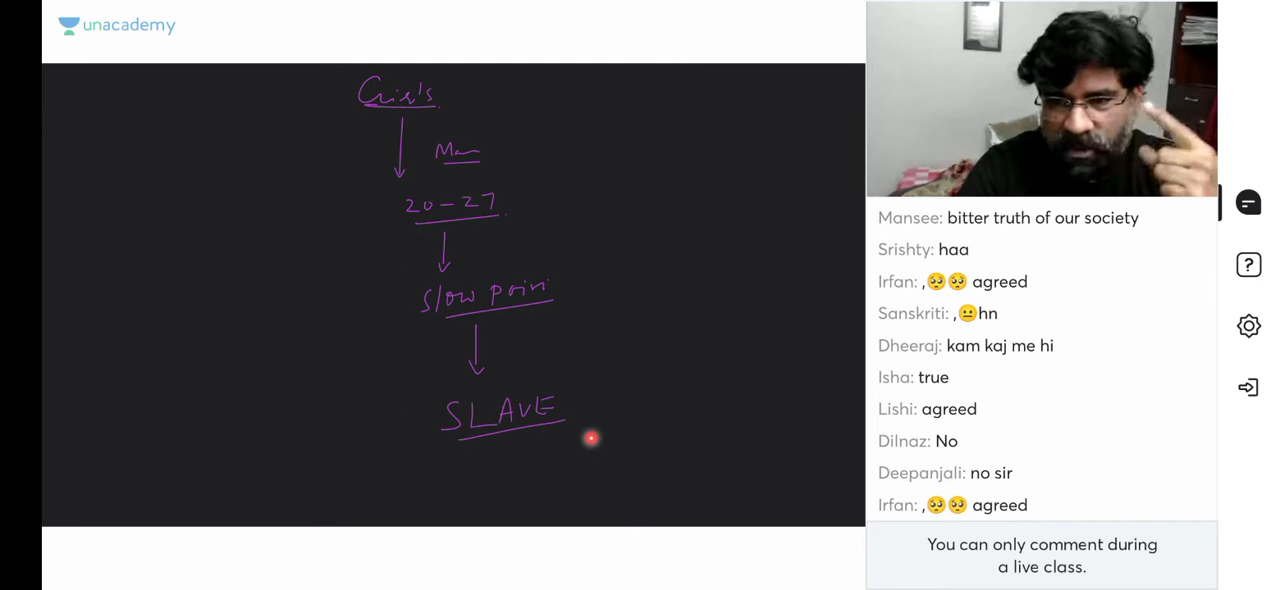 unacademy
Man
20-27
Slow
SLAVE
Mansee: bitter truth of our society
Srishty: haa
Irfan: ,🥺🥺 agreed
Sanskriti: ,😐hn
Dheeraj: kam kaj me hi
Isha: true
Lishi: agreed
Dilnaz: No
Deepanjali: no sir
Irfan: ,🥺🥺 agreed
You can only comment during
a live class.